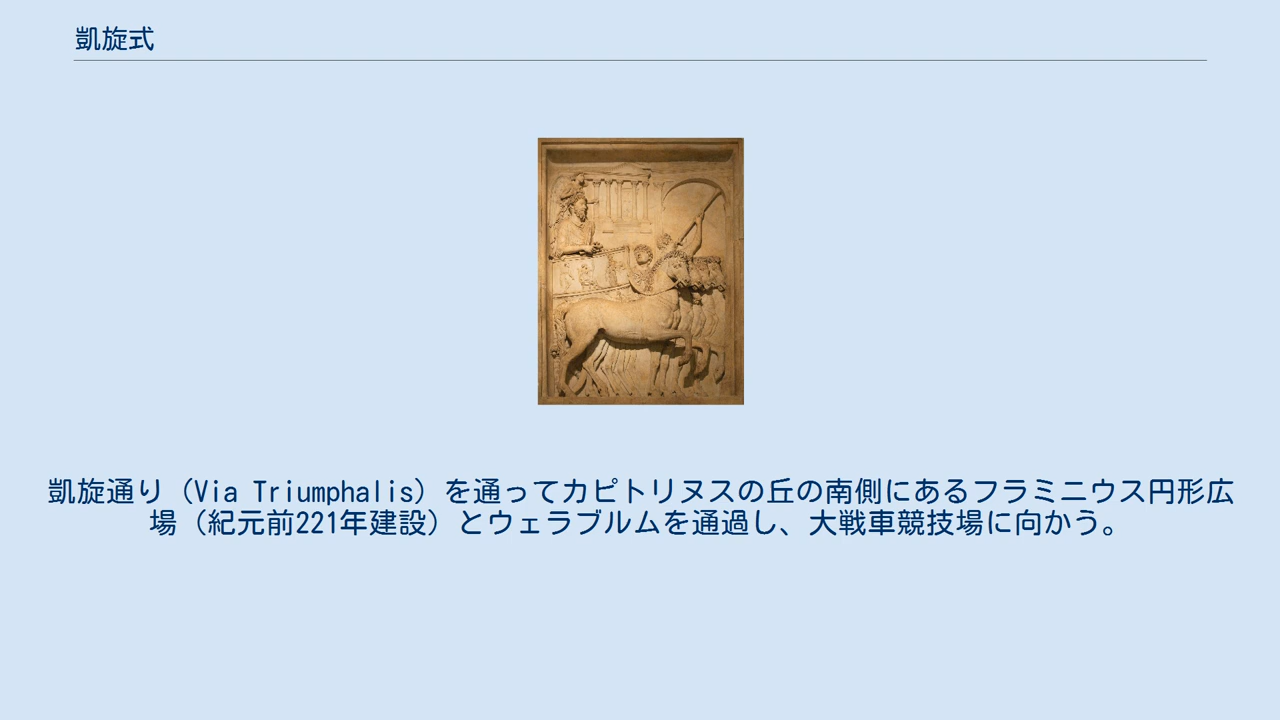 凱旋式
凱旋通り（Via Triumphalis）を通ってカピトリヌスの丘の南側にあるフラミニウス円形広
場（紀元前221年建設）とウェラブルムを通過し、大戦車競技場に向かう。